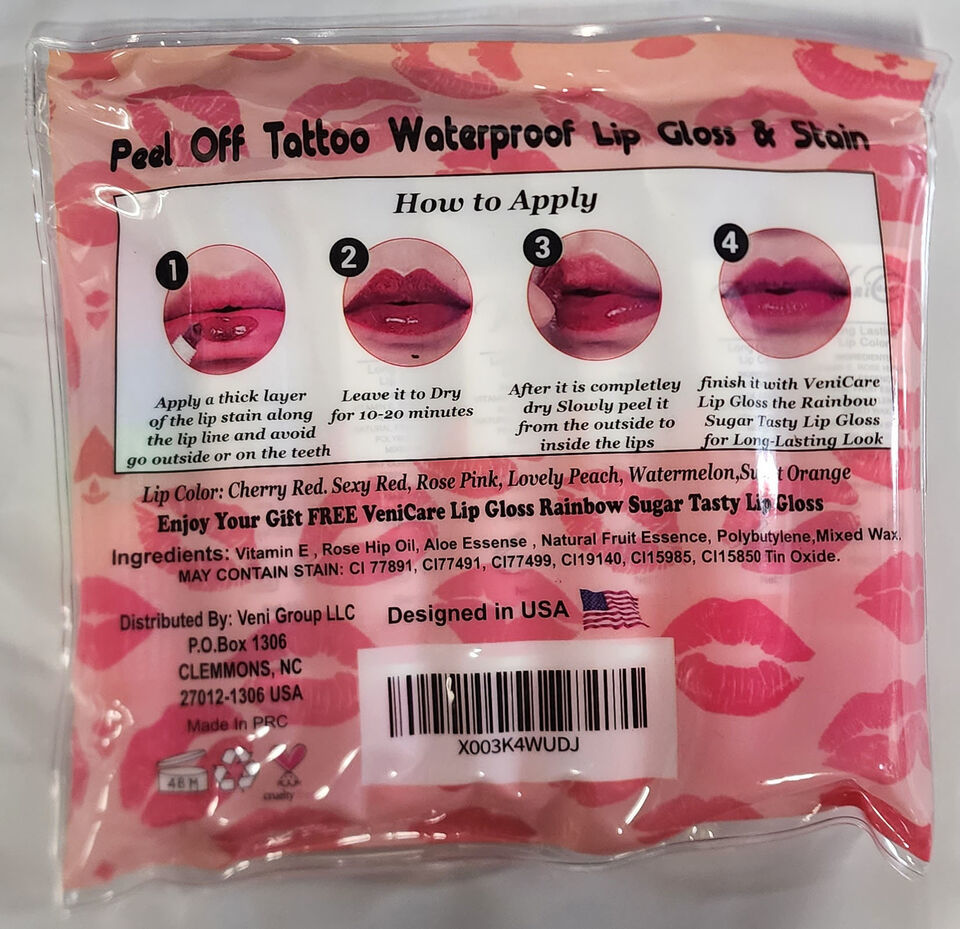 Peel Off Tattoo Waterproof Lip Gloss & Stain
How to Apply
1
Apply a thick layer
of the lip stain along
the lip line and avoid
go outside or on the teeth
2
Leave it to Dry
for 10-20 minutes
3
After it is completley
dry Slowly peel it
from the outside to
inside the lips
4
finish it with VeniCare
Lip Gloss the Rainbow
Sugar Tasty Lip Gloss
for Long-Lasting Look
Lip Color: Cherry Red. Sexy Red, Rose Pink, Lovely Peach, Watermelon, Orange
Enjoy Your Gift FREE VeniCare Lip Gloss Rainbow Sugar Tasty Lip Gloss
Ingredients: Vitamin E , Rose Hip Oil, Aloe Essense , Natural Fruit Essence, Polybutylene,Mixed Wax.
MAY CONTAIN STAIN: CI 77891, CI77491, CI77499, CI19140, CI15985, CI15850 Tin Oxide.
Distributed By: Veni Group LLC
P.O.Box 1306
CLEMMONS, NC
27012-1306 USA
Made In PRC
Designed in USA
X003K4WUDJ
48 M
cruelty